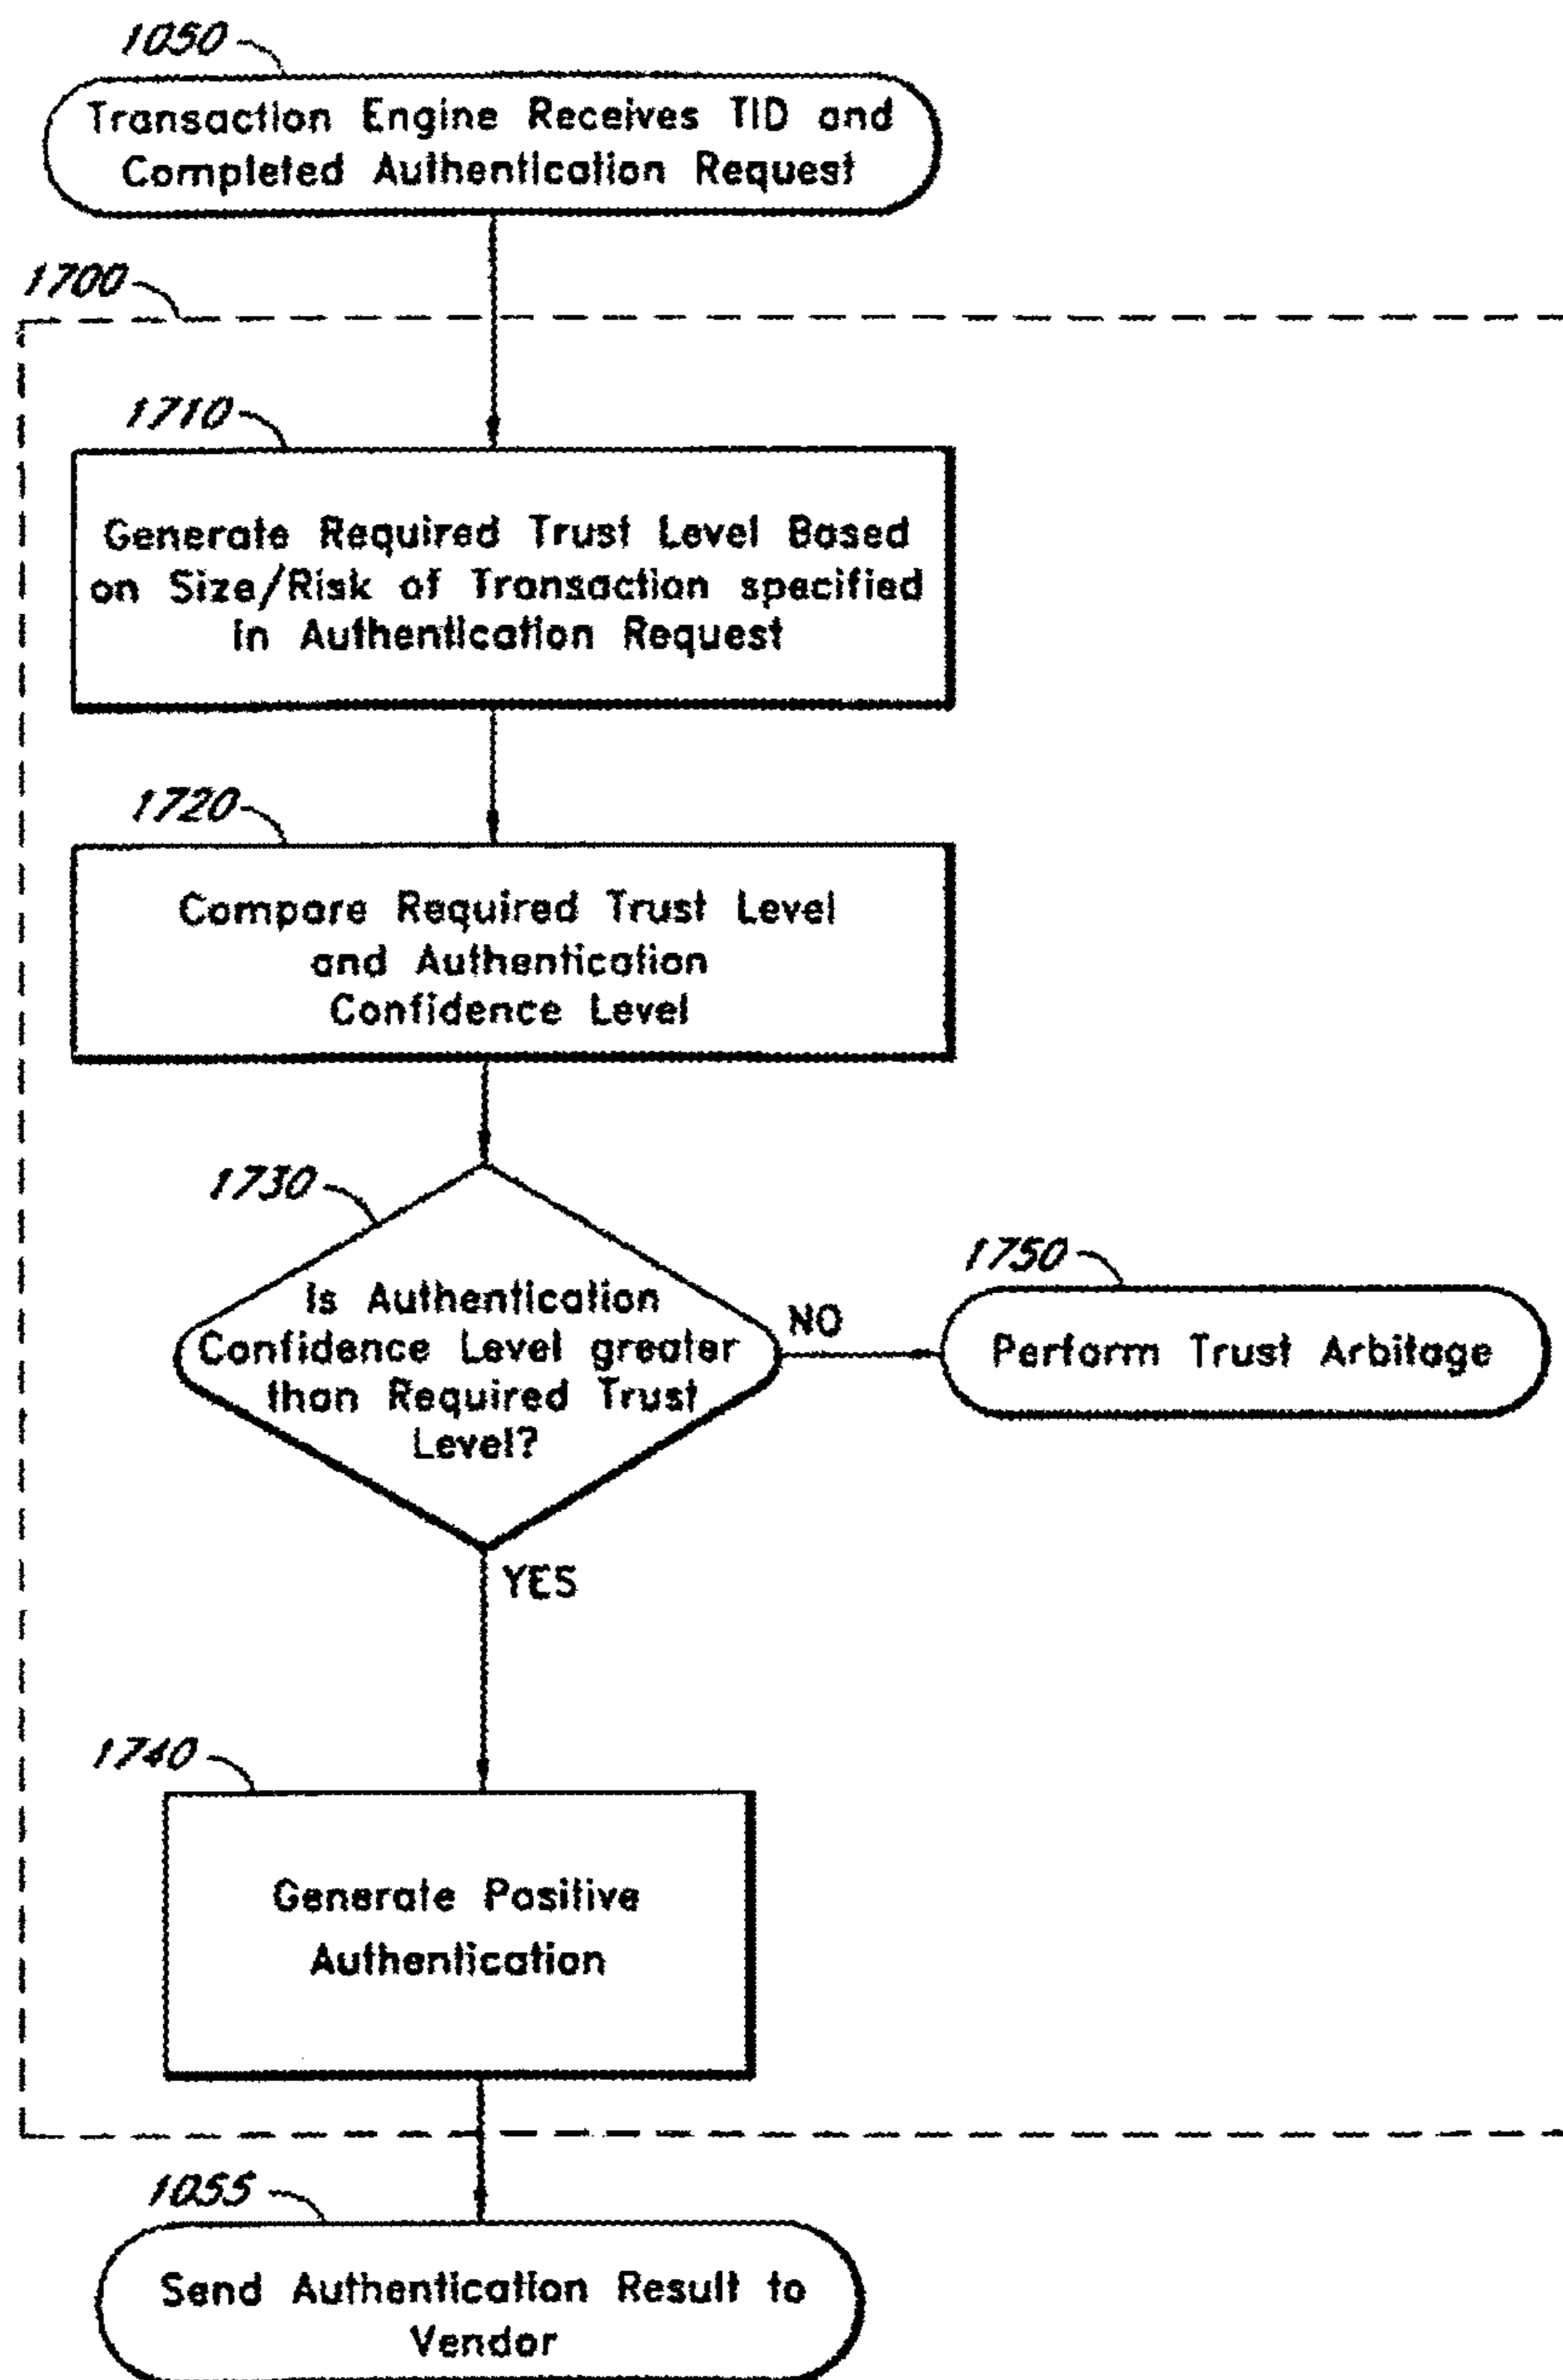 1050
Transaction Engine Receives TID and
Completed Authentication Request
1700
1710
Generate Required Trust Level Based
on Size/Risk of Transaction specified
in Authentication Request
1720
Compare Required Trust Level
and Authentication
Confidence Level
1730
Is Authentication
Confidence Level greater
than Required Trust
Level?
NO
1750
Perform Trust Arbitage
YES
1740
Generate Positive
Authentication
1055
Send Authentication Result to
Vendor